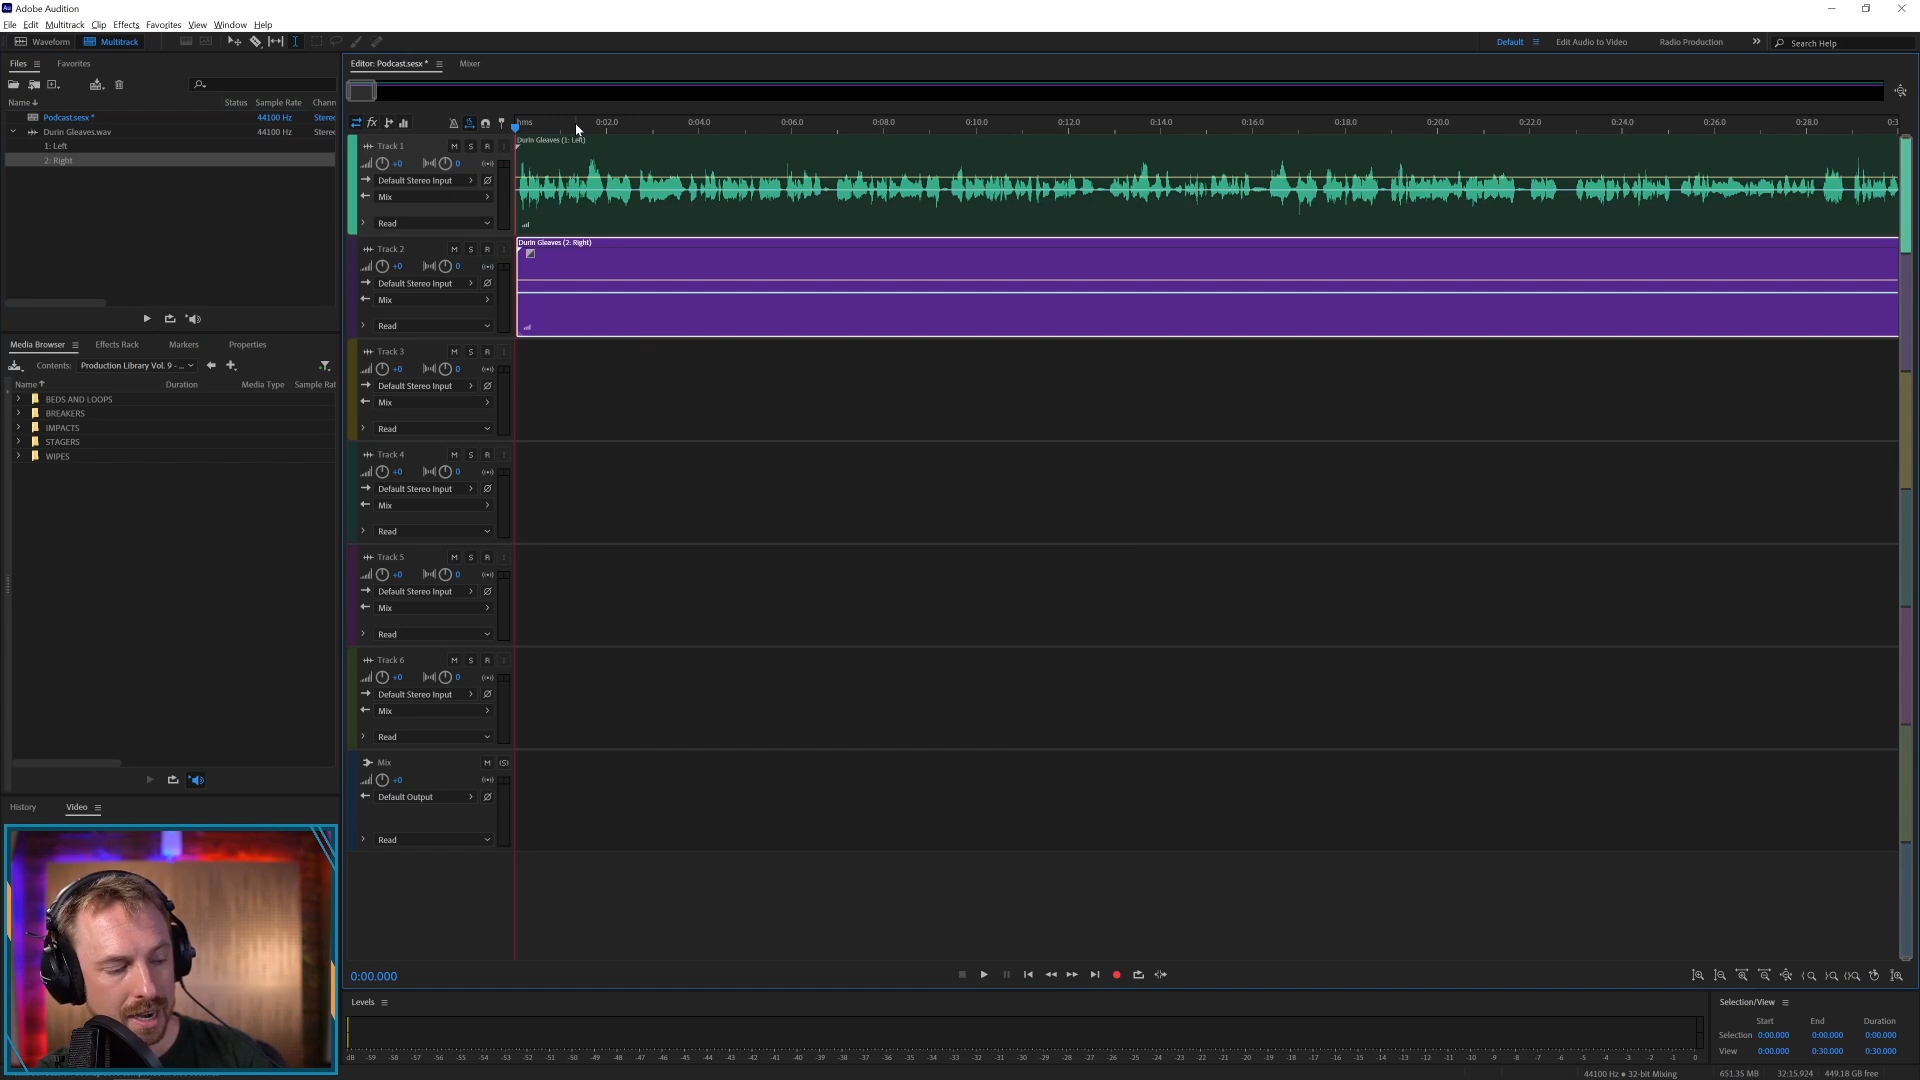 Adobe Audition
File Edit Multitrack Clip Effects Favorites View Window Help
Waveform Multitrack Default Edit Audio to Video Radio Production Search Help
Files Favorites
Name Status Sample Rate Chann
Podcast.sesx * 44100 Hz Stereo
Durin Gleaves.wav 44100 Hz Stereo
1: Left
2: Right
Media Browser Effects Rack Markers Properties
Contents: Production Library Vol. 9 - ...
Name Duration Media Type Sample Rat
BEDS AND LOOPS
BREAKERS
IMPACTS
STAGERS
WIPES
History Video
Editor: Podcast.sesx * Mixer
fx hms 0:02.0 0:04.0 0:06.0 0:08.0 0:10.0 0:12.0 0:14.0 0:16.0 0:18.0 0:20.0 0:22.0 0:24.0 0:26.0 0:28.0 0:3
Durin Gleaves (1: Left)
Track 1 M S R I
+0 0
Default Stereo Input
Mix
Read
Durin Gleaves (2: Right)
Track 2 M S R I
+0 0
Default Stereo Input
Mix
Read
Track 3 M S R I
+0 0
Default Stereo Input
Mix
Read
Track 4 M S R I
+0 0
Default Stereo Input
Mix
Read
Track 5 M S R I
+0 0
Default Stereo Input
Mix
Read
Track 6 M S R I
+0 0
Default Stereo Input
Mix
Read
Mix M (S)
+0
Default Output
Read
0:00.000
Levels
dB -59 -58 -57 -56 -55 -54 -53 -52 -51 -50 -49 -48 -47 -46 -45 -44 -43 -42 -41 -40 -39 -38 -37 -36 -35 -34 -33 -32 -31 -30 -29 -28 -27 -26 -25 -24 -23 -22 -21 -20 -19 -18 -17 -16 -15 -14 -13 -12 -11 -10 -9 -8 -7 -6 -5 -4 -3 -2 -1 0
Selection/View
Start End Duration
Selection 0:00.000 0:00.000 0:00.000
View 0:00.000 0:30.000 0:30.000
44100 Hz ● 32-bit Mixing 651.35 MB 32:15.924 449.18 GB free